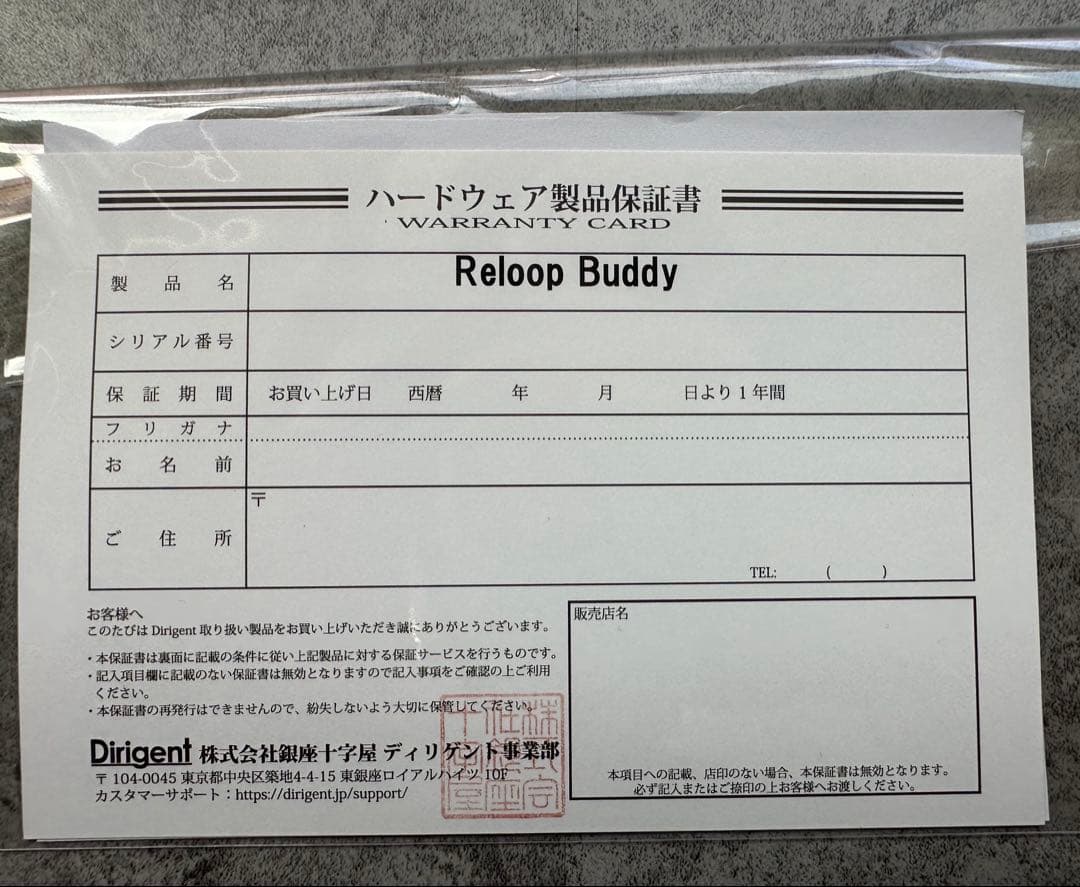 ハードウェア製品保証書
WARRANTY CARD
製品名 Reloop Buddy
シリアル番号
保証期間 お買い上げ日 西暦 年 月 日より1年間
フリガナ
お名前
ご住所 〒
TEL: ( )
お客様へ
このたびは Dirigent 取り扱い製品をお買い上げいただき誠にありがとうございます。
・本保証書は裏面に記載の条件に従い上記製品に対する保証サービスを行うものです。
・記入項目欄に記載のない保証書は無効となりますので記入事項をご確認の上ご利用
ください。
・本保証書の再発行はできませんので、紛失しないよう大切に保管してください。
Dirigent 株式会社銀座十字屋 ディリゲント事業部
〒104-0045 東京都中央区築地4-4-15 東銀座ロイアルハイツ 10F
カスタマーサポート：https://dirigent.jp/support/
株式会社銀座十字屋
販売店名
本項目への記載、店印のない場合、本保証書は無効となります。
必ず記入またはご捺印の上お客様へお渡しください。